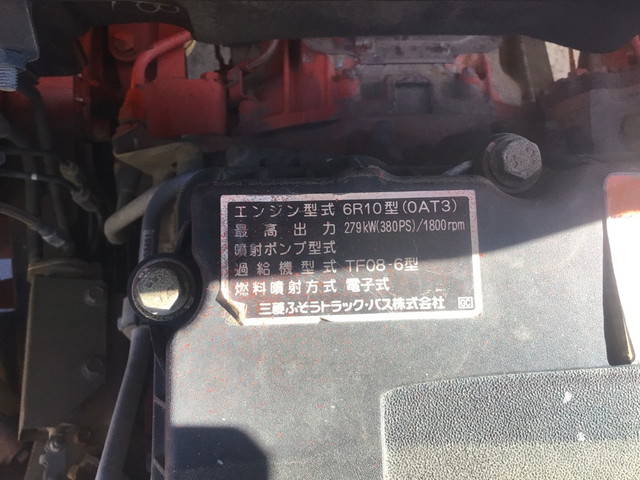 エンジン型式 6R10型(0AT3)
最高出力 279kW(380PS)/1800rpm
噴射ポンプ型式
過給機型式 TF08-6型
燃料噴射方式 電子式
三菱ふそうトラック・バス株式会社